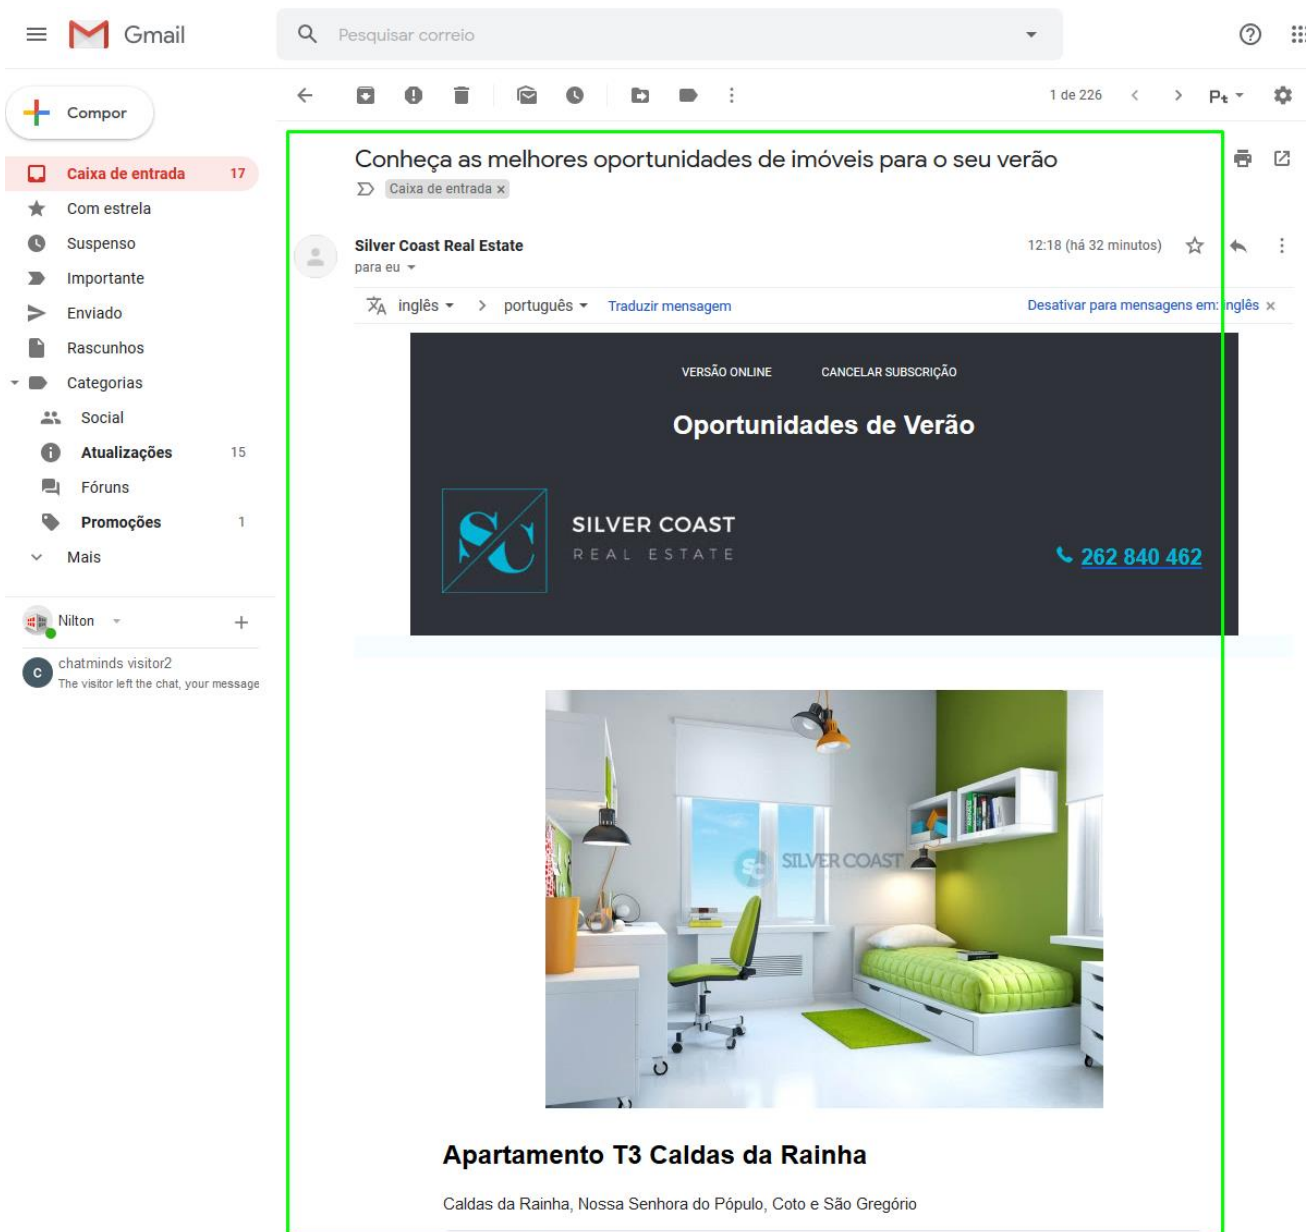 Gmail
Pesquisar correio
Compor
1 de 226
Pt
Caixa de entrada 17
Com estrela
Suspenso
Importante
Enviado
Rascunhos
Categorias
Social
Atualizações 15
Fóruns
Promoções 1
Mais
Nilton
C
chatminds visitor2
The visitor left the chat, your message
Conheça as melhores oportunidades de imóveis para o seu verão
Caixa de entrada x
Silver Coast Real Estate
12:18 (há 32 minutos)
para eu
inglês > português Traduzir mensagem
Desativar para mensagens em: inglês x
VERSÃO ONLINE CANCELAR SUBSCRIÇÃO
Oportunidades de Verão
SC
SILVER COAST
REAL ESTATE
262 840 462
SC SILVER COAST
Apartamento T3 Caldas da Rainha
Caldas da Rainha, Nossa Senhora do Pópulo, Coto e São Gregório